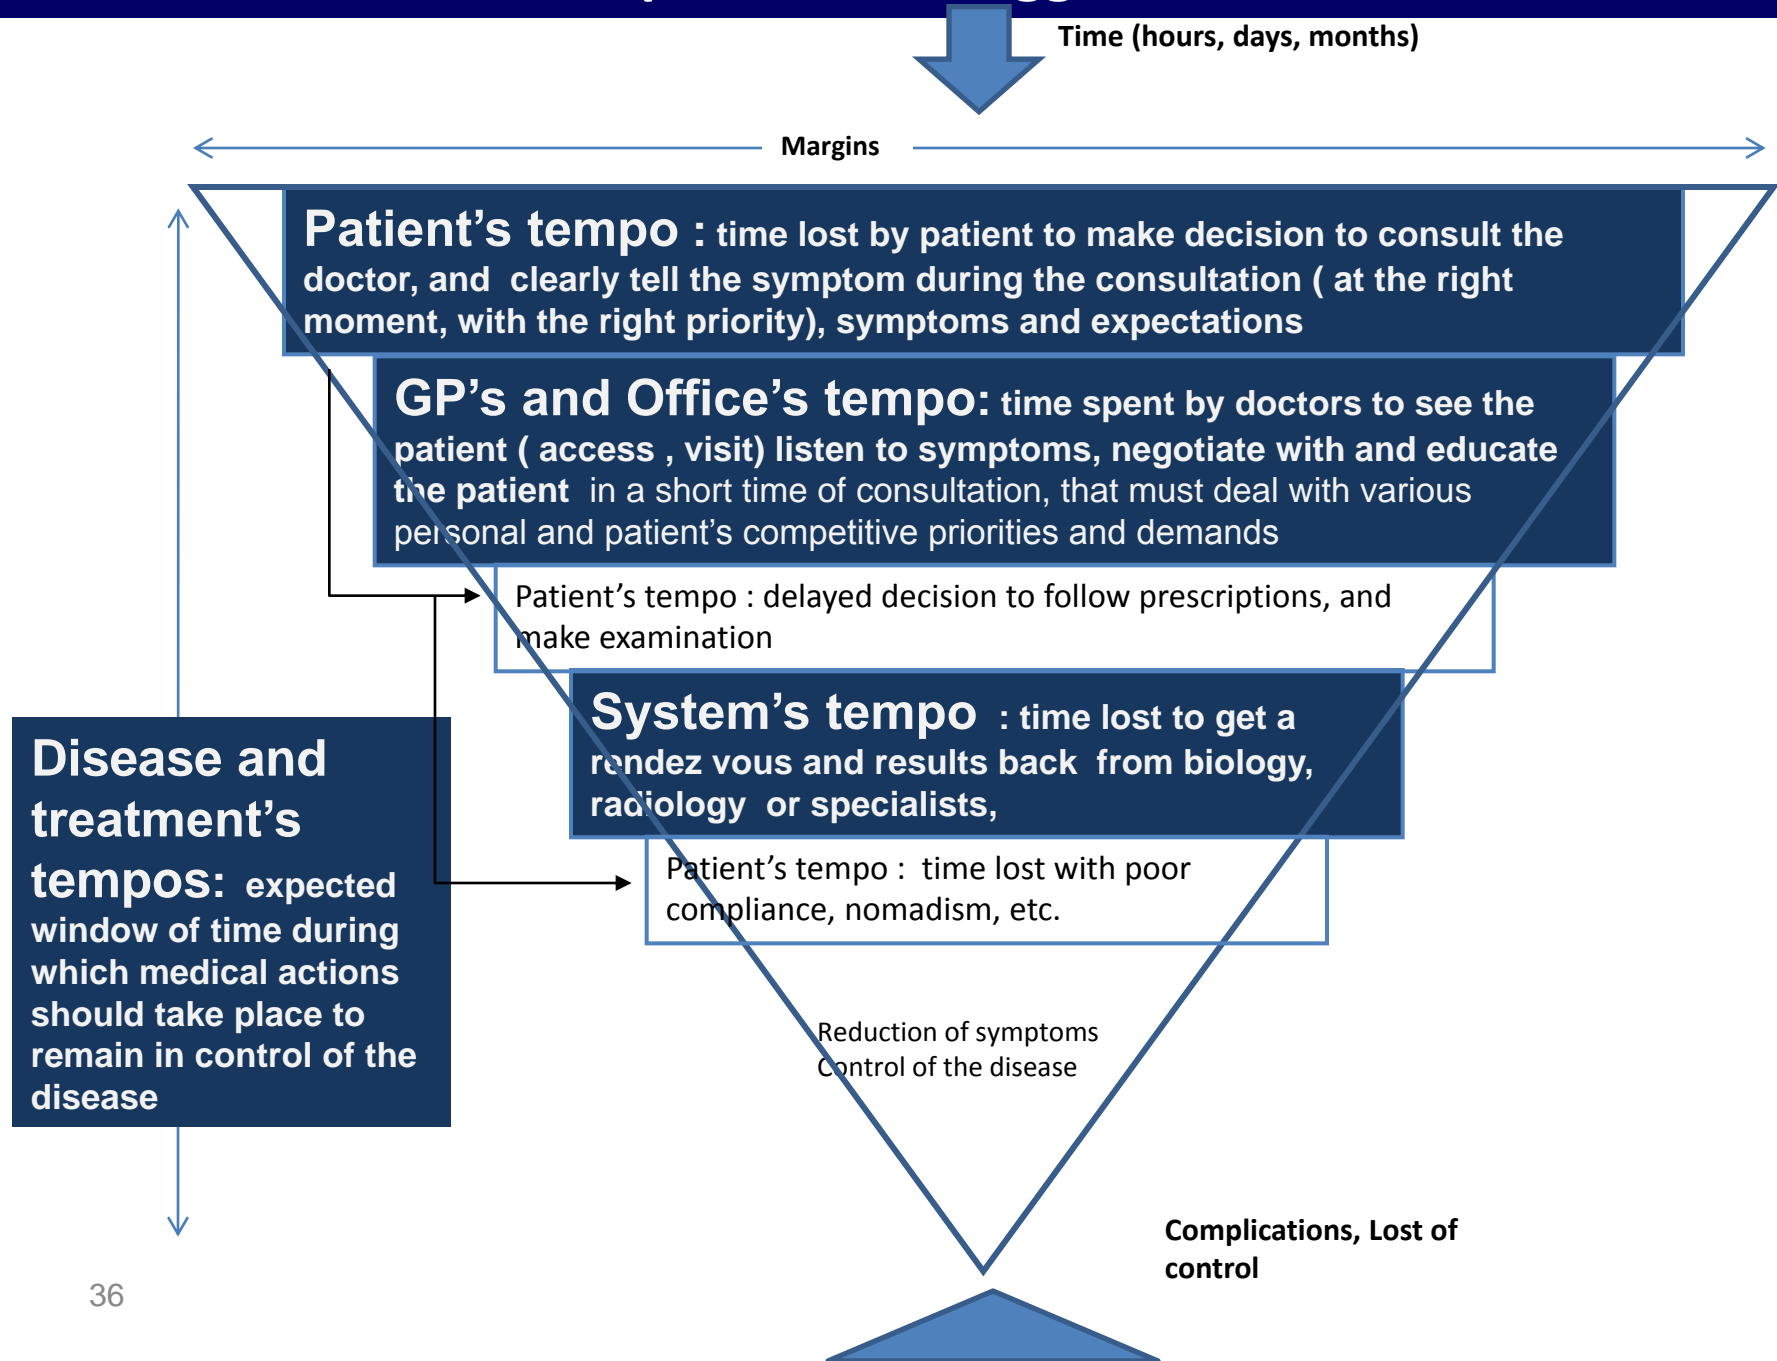 Time (hours, days, months)
Margins
Patient’s tempo : time lost by patient to make decision to consult the
doctor, and clearly tell the symptom during the consultation ( at the right
moment, with the right priority), symptoms and expectations
GP’s and Office’s tempo: time spent by doctors to see the
patient ( access , visit) listen to symptoms, negotiate with and educate
the patient in a short time of consultation, that must deal with various
personal and patient’s competitive priorities and demands
Patient’s tempo : delayed decision to follow prescriptions, and
make examination
System’s tempo : time lost to get a
rendez vous and results back from biology,
radiology or specialists,
Disease and
treatment’s
tempos: expected
window of time during
which medical actions
should take place to
remain in control of the
disease
Patient’s tempo : time lost with poor
compliance, nomadism, etc.
Reduction of symptoms
Control of the disease
Complications, Lost of
control
36